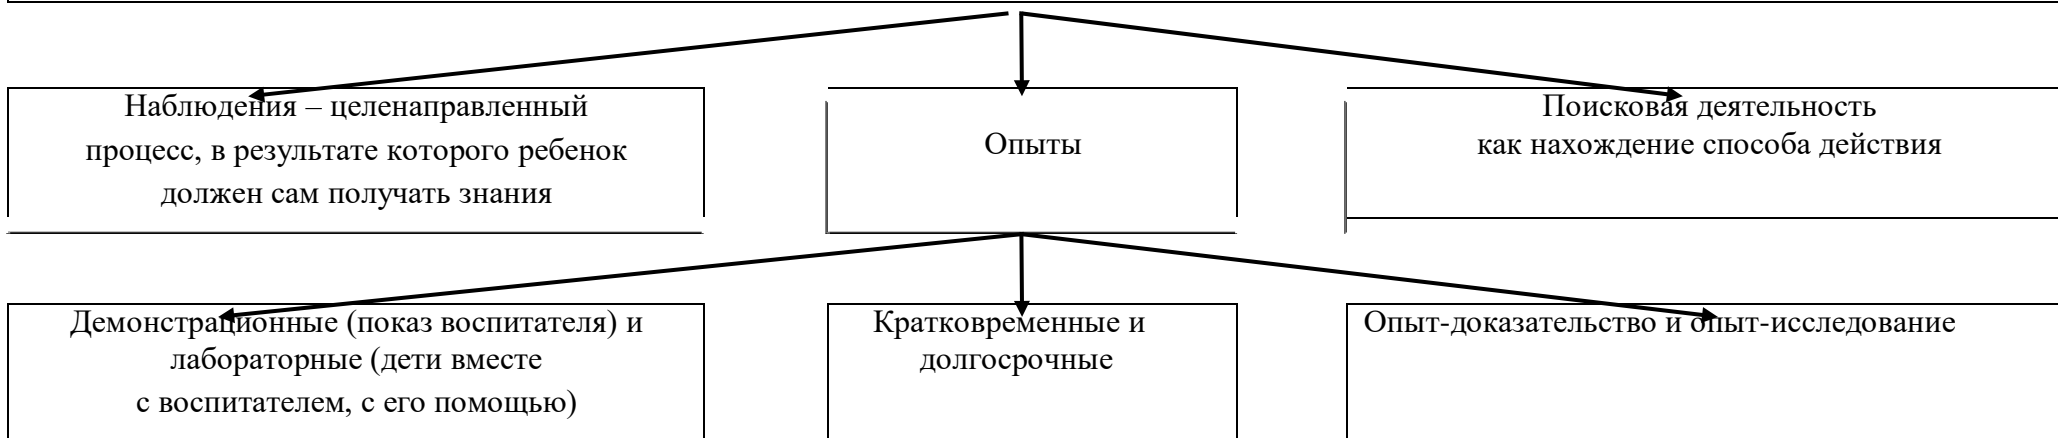 Наблюдения – целенаправленный
процесс, в результате которого ребенок
должен сам получать знания
Опыты
Поисковая деятельность
как нахождение способа действия
Демонстрационные (показ воспитателя) и
лабораторные (дети вместе
с воспитателем, с его помощью)
Кратковременные и
долгосрочные
Опыт-доказательство и опыт-исследование